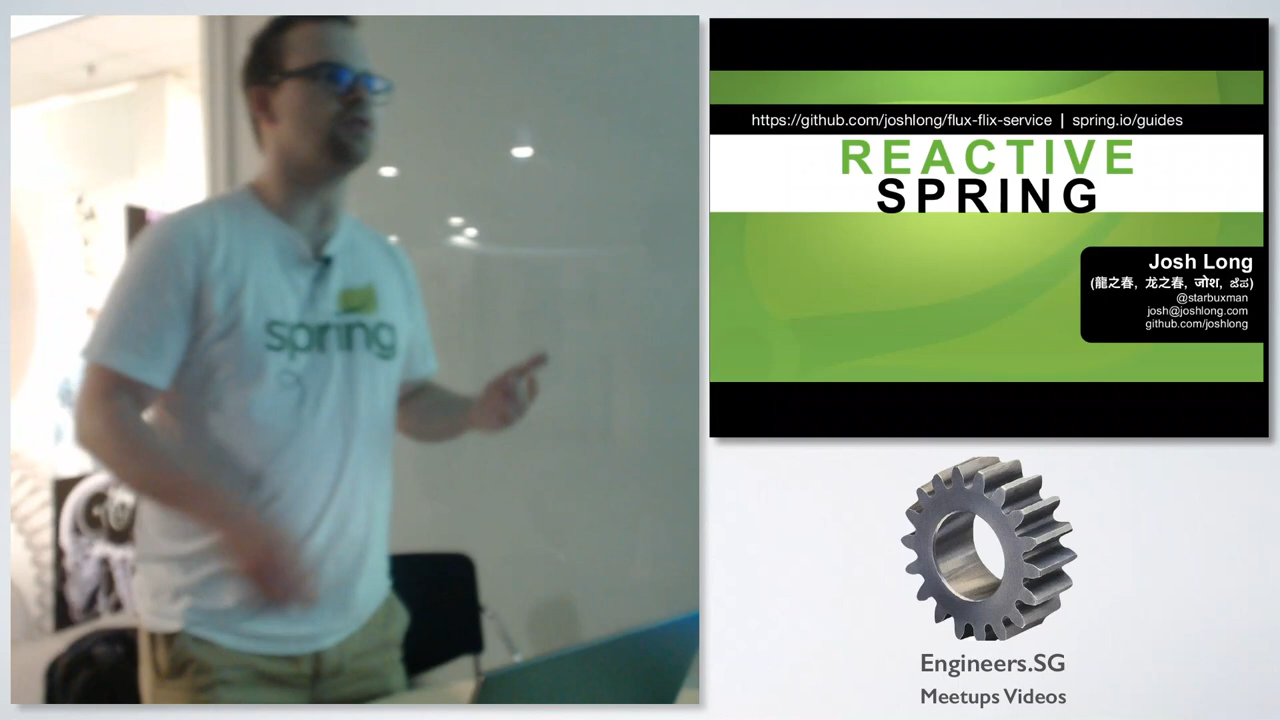 spring
https://github.com/joshlong/flux-flix-service | spring.io/guides
REACTIVE
SPRING
Josh Long
(龍之春, 龙之春, जोश, ಜೋಶ)
@starbuxman
josh@joshlong.com
github.com/joshlong
Engineers.SG
Meetups Videos